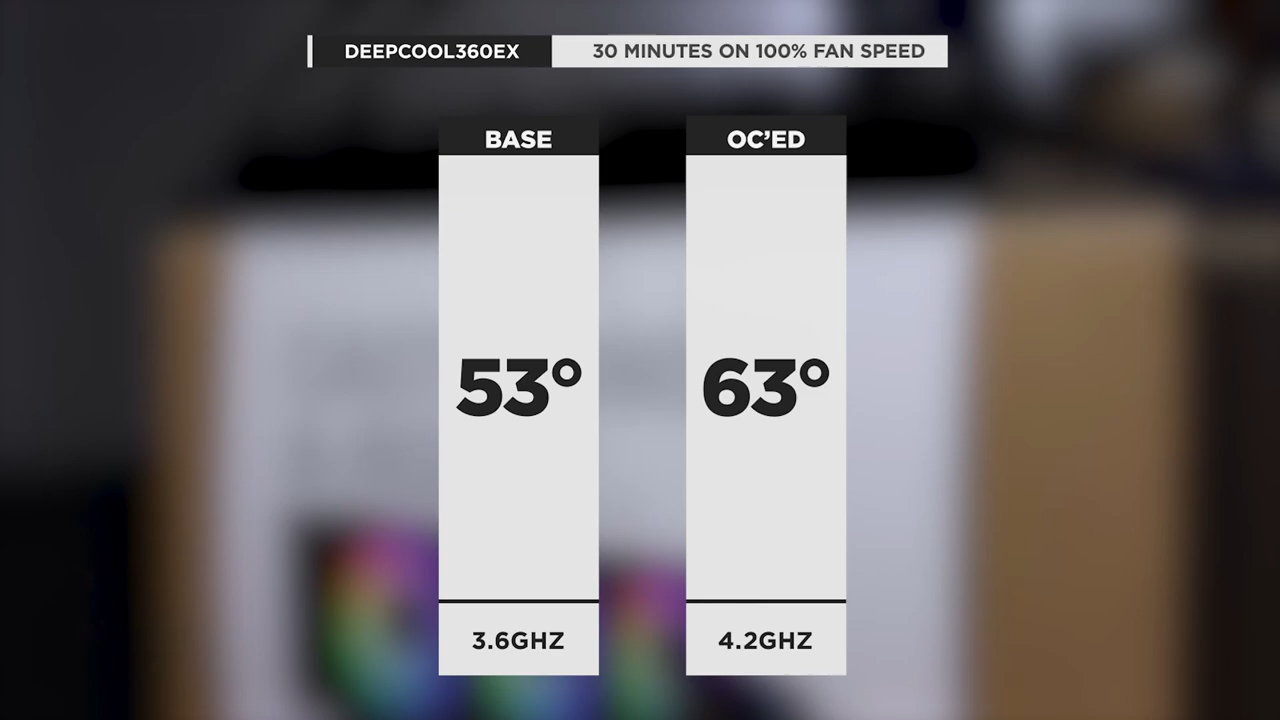 DEEPCOOL360EX 30 MINUTES ON 100% FAN SPEED
BASE OC'ED
53° 63°
3.6GHZ 4.2GHZ